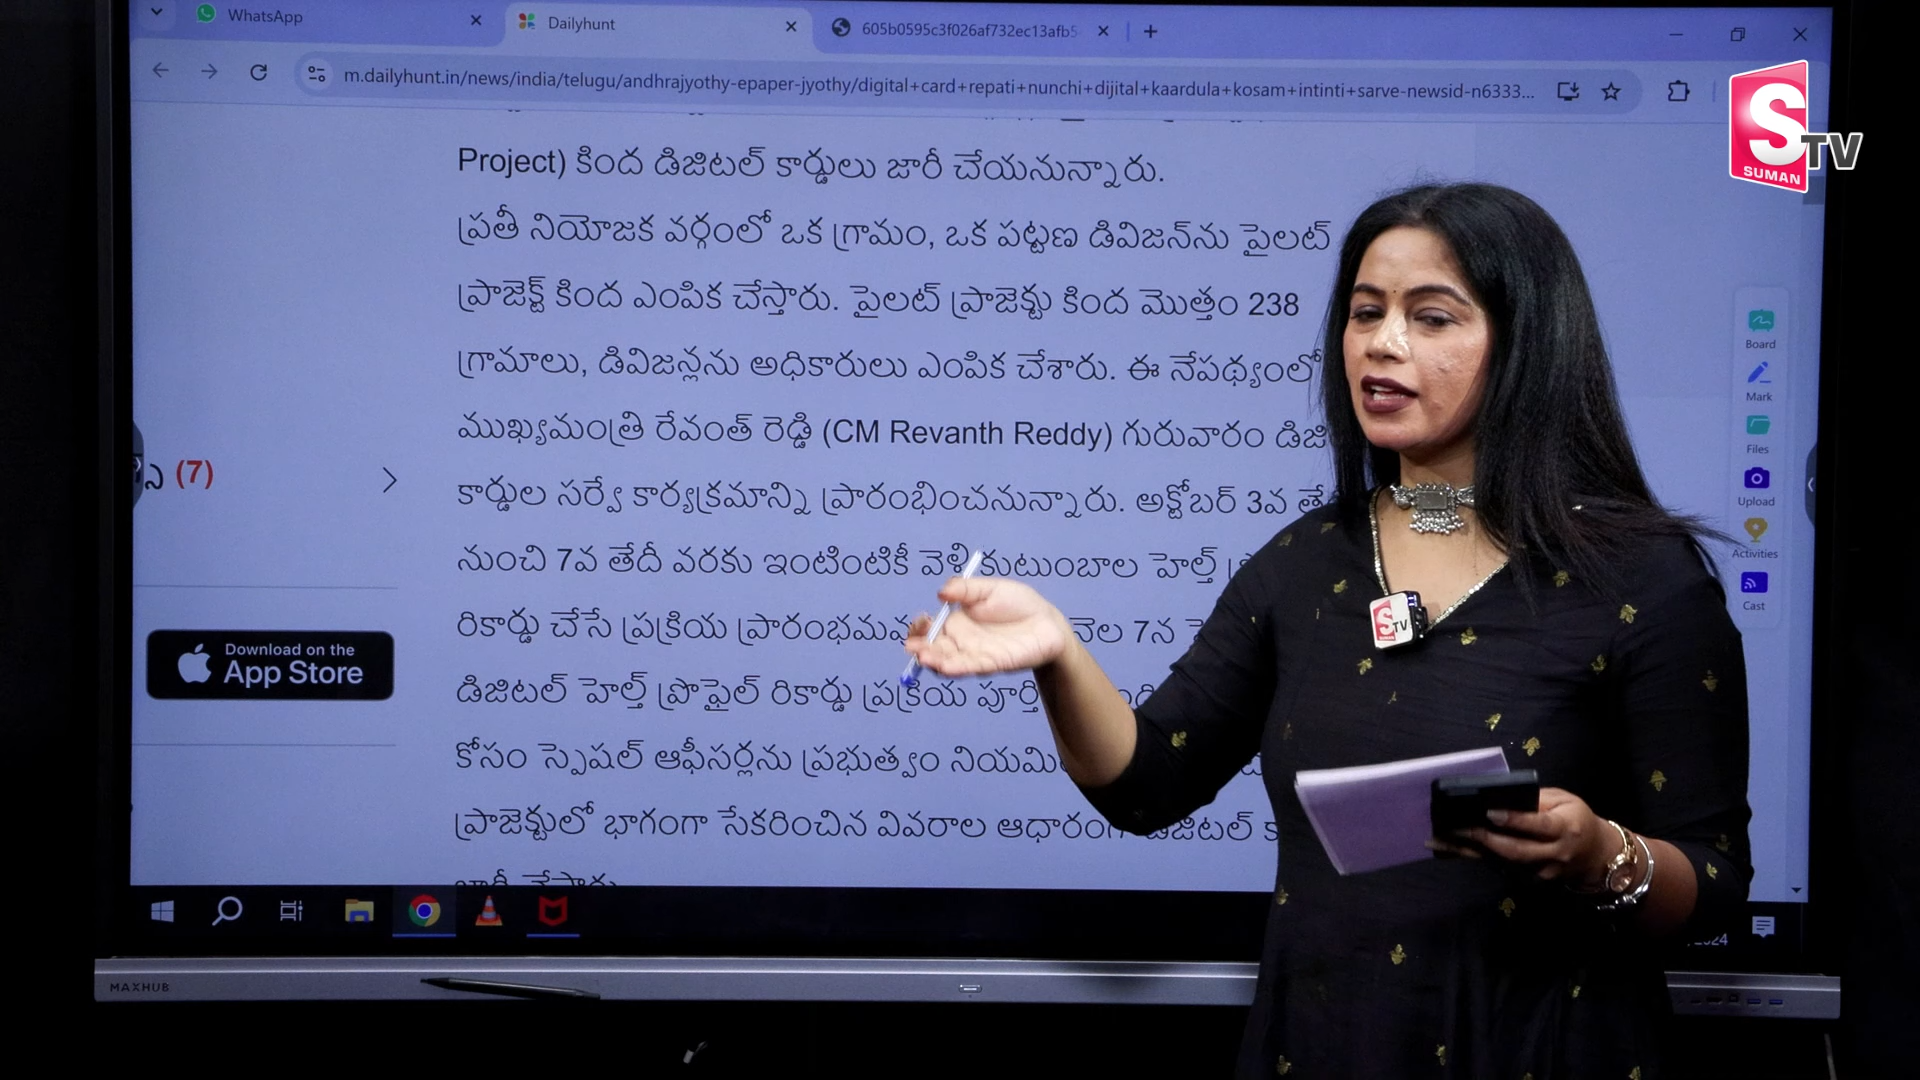 WhatsApp
Dailyhunt
605b0595c3f026af732ec13afb5
m.dailyhunt.in/news/india/telugu/andhrajyothy-epaper-jyothy/digital+card+repati+nunchi+dijital+kaardula+kosam+intinti+sarve-newsid-n6333...
S
TV
SUMAN
Project) కింద డిజిటల్ కార్డులు జారీ చేయనున్నారు.
ప్రతీ నియోజక వర్గంలో ఒక గ్రామం, ఒక పట్టణ డివిజన్‌ను పైలట్
ప్రాజెక్ట్ కింద ఎంపిక చేస్తారు. పైలట్ ప్రాజెక్టు కింద మొత్తం 238
గ్రామాలు, డివిజన్లను అధికారులు ఎంపిక చేశారు. ఈ నేపథ్యంలో
ముఖ్యమంత్రి రేవంత్ రెడ్డి (CM Revanth Reddy) గురువారం డిజి
కార్డుల సర్వే కార్యక్రమాన్ని ప్రారంభించనున్నారు. అక్టోబర్ 3వ తే
నుంచి 7వ తేదీ వరకు ఇంటింటికీ వెళ్లి కుటుంబాల హెల్త్
రికార్డు చేసే ప్రక్రియ నెల 7న
డిజిటల్ హెల్త్ ప్రొఫైల్ రికార్డు ప్రక్రియ
కోసం స్పెషల్ ఆఫీసర్లను ప్రభుత్వం
ప్రాజెక్టులో భాగంగా సేకరించిన వివరాల ఆధారంగా డిజిటల్
(7)
Download on the
App Store
Board
Mark
Files
Upload
Activities
Cast
S
TV
SUMAN
MAXHUB